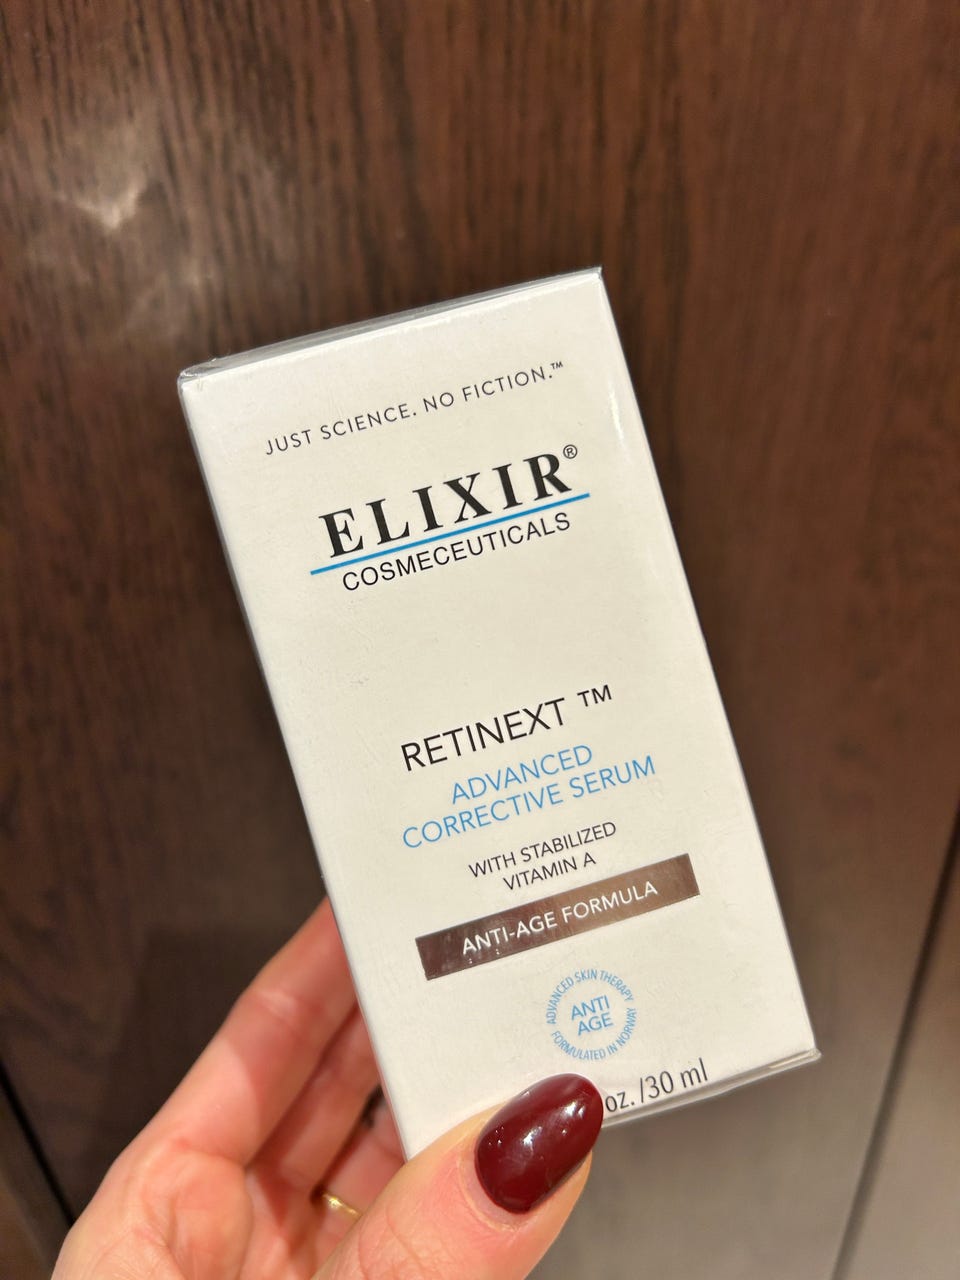 JUST SCIENCE. NO FICTION.™
ELIXIR®
COSMECEUTICALS
RETINEXT ™
ADVANCED
CORRECTIVE SERUM
WITH STABILIZED
VITAMIN A
ANTI-AGE FORMULA
ADVANCED SKIN THERAPY
ANTI
AGE
FORMULATED IN NORWAY
oz. /30 ml